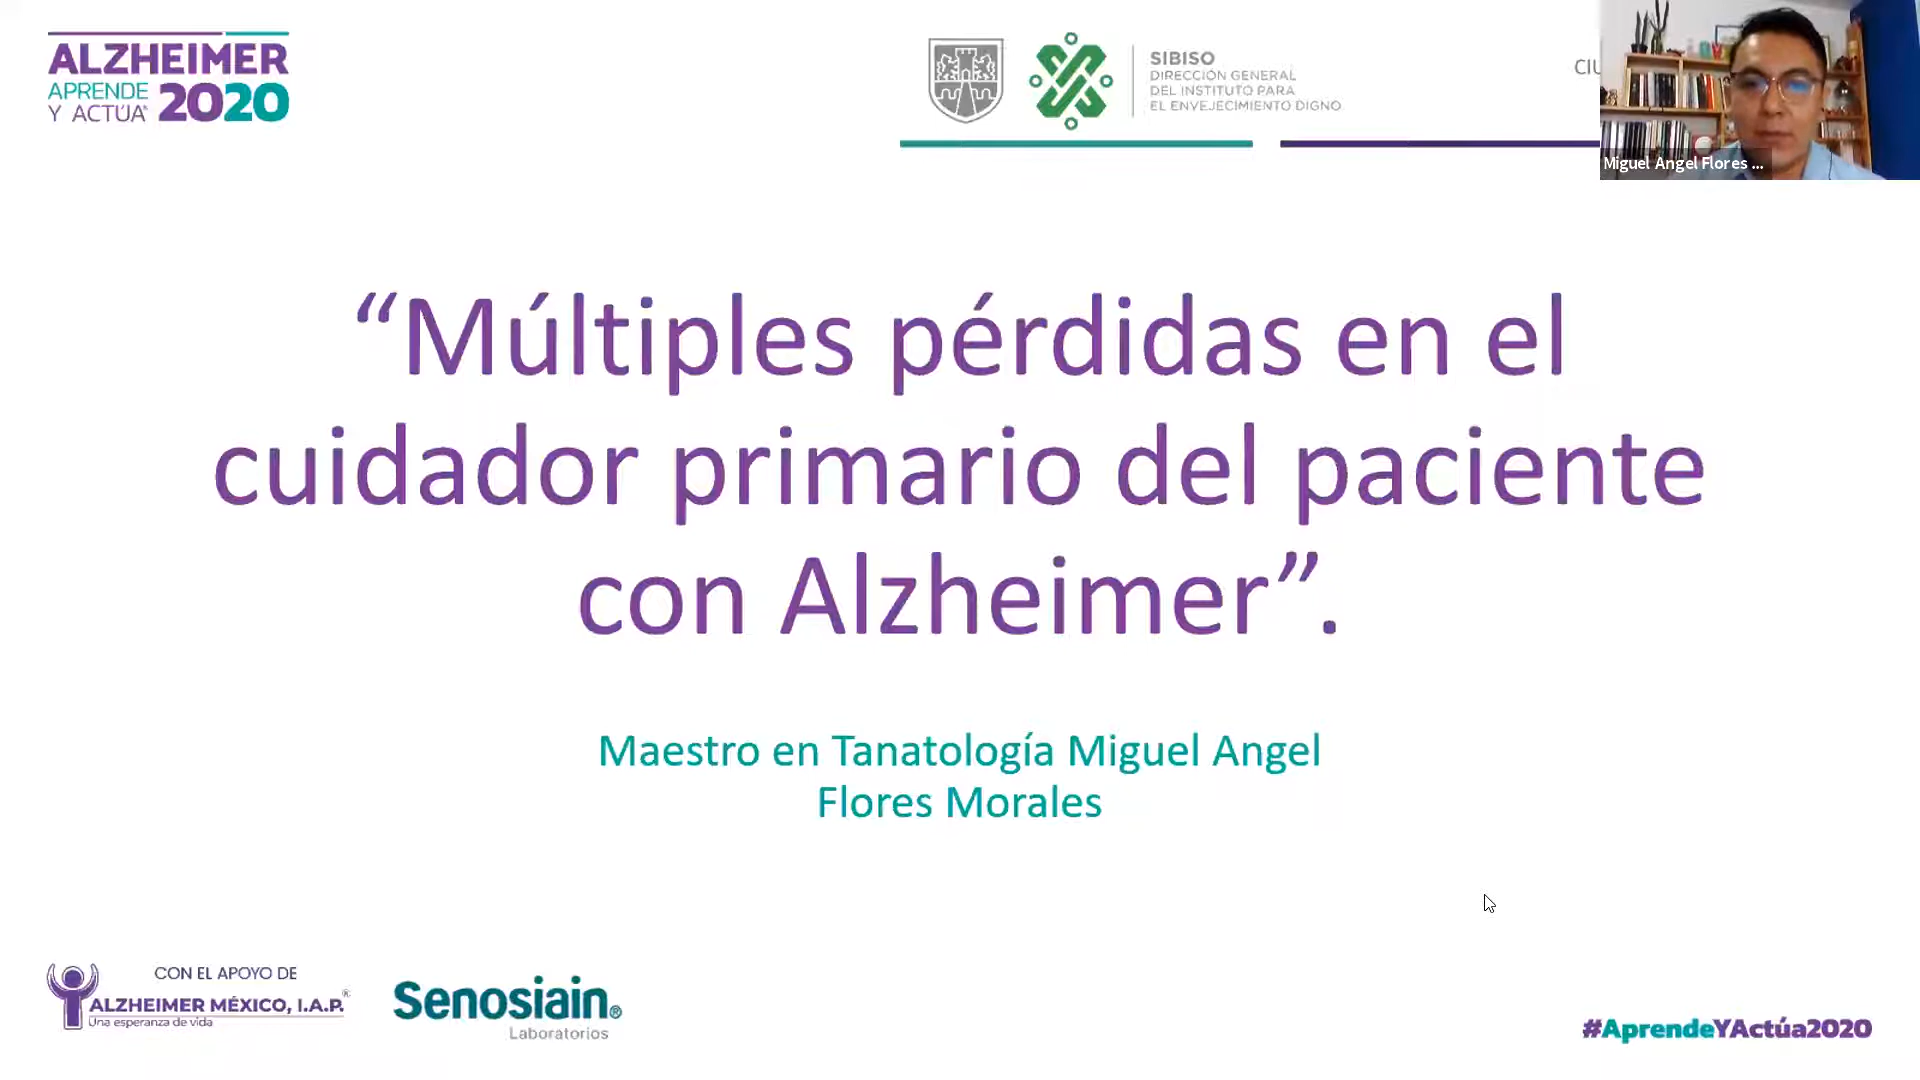 ALZHEIMER
APRENDE
Y ACTÚA® 2020
SIBISO
DIRECCIÓN GENERAL
DEL INSTITUTO PARA
EL ENVEJECIMIENTO DIGNO
CIU
Miguel Angel Flores ...
“Múltiples pérdidas en el
cuidador primario del paciente
con Alzheimer”.
Maestro en Tanatología Miguel Angel
Flores Morales
CON EL APOYO DE
ALZHEIMER MÉXICO, I.A.P.®
Una esperanza de vida
Senosiain®
Laboratorios
#AprendeYActúa2020